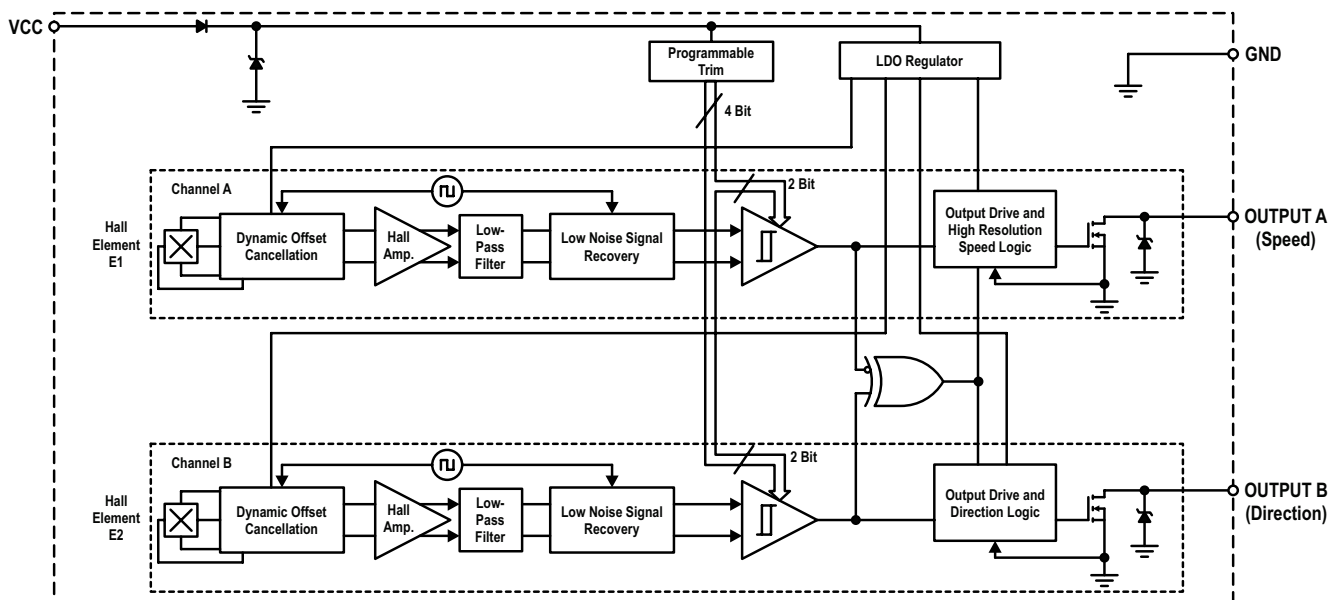 VCC
Programmable
Trim
LDO Regulator
GND
4 Bit
Channel A
2 Bit
Hall
Element
E1
Dynamic Offset
Cancellation
Hall
Amp.
Low-
Pass
Filter
Low Noise Signal
Recovery
Output Drive and
High Resolution
Speed Logic
OUTPUT A
(Speed)
Channel B
2 Bit
Hall
Element
E2
Dynamic Offset
Cancellation
Hall
Amp.
Low-
Pass
Filter
Low Noise Signal
Recovery
Output Drive and
Direction Logic
OUTPUT B
(Direction)